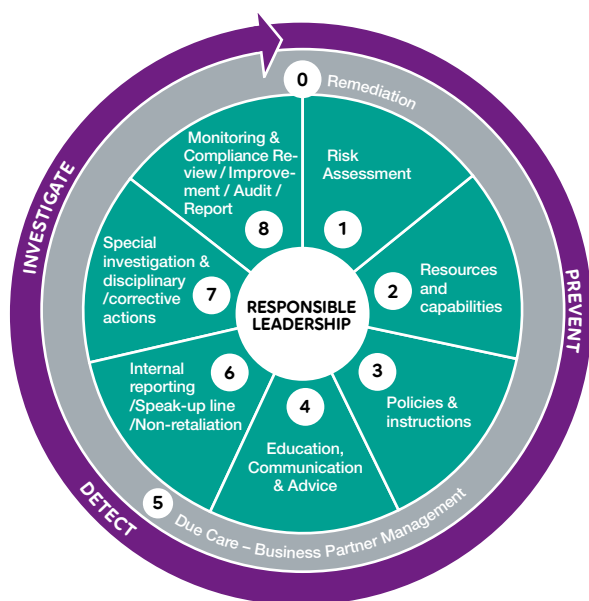 0
Remediation
Risk
Assessment
1
Resources
and
capabilities
2
Policies &
instructions
3
Education,
Communication
& Advice
4
5
Due Care – Business Partner Management
Internal
reporting
/Speak-up line
/Non-retaliation
6
Special
investigation &
disciplinary
/corrective
actions
7
Monitoring &
Compliance Re-
view / Improve-
ment / Audit /
Report
8
RESPONSIBLE
LEADERSHIP
PREVENT
DETECT
INVESTIGATE